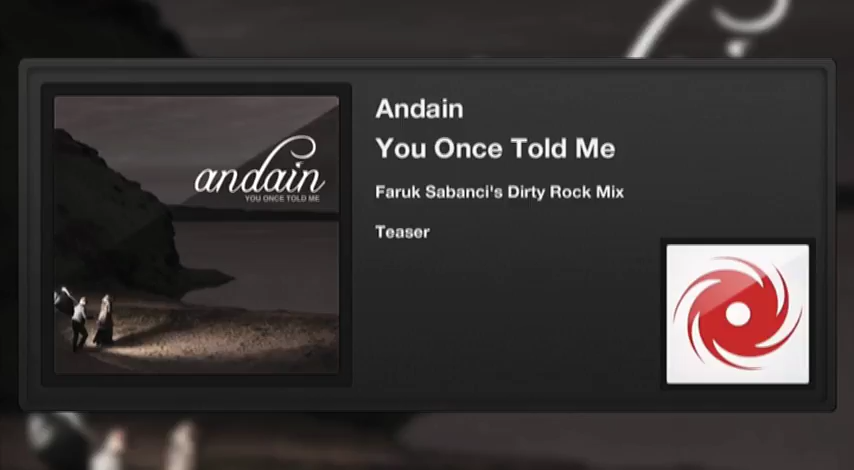 andain
YOU ONCE TOLD ME
Andain
You Once Told Me
Faruk Sabanci's Dirty Rock Mix
Teaser